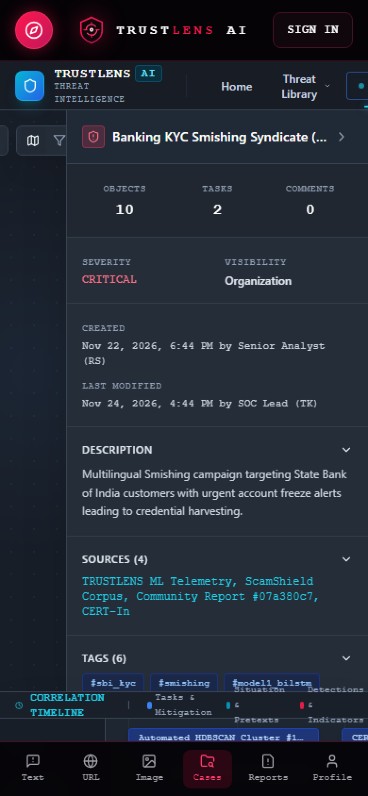 TRUSTLENS AI
SIGN IN
TRUSTLENS AI
THREAT
INTELLIGENCE
Home
Threat
Library
Banking KYC Smishing Syndicate (...
OBJECTS TASKS COMMENTS
10 2 0
SEVERITY VISIBILITY
CRITICAL Organization
CREATED
Nov 22, 2026, 6:44 PM by Senior Analyst
(RS)
LAST MODIFIED
Nov 24, 2026, 4:44 PM by SOC Lead (TK)
DESCRIPTION
Multilingual Smishing campaign targeting State Bank
of India customers with urgent account freeze alerts
leading to credential harvesting.
SOURCES (4)
TRUSTLENS ML Telemetry, ScamShield
Corpus, Community Report #07a380c7,
CERT-In
TAGS (6)
#sbi_kyc #smishing #model1_bilstm
CORRELATION
TIMELINE
Tasks &
Mitigation
Situation
&
Pretexts
Detections
&
Indicators
Automated HDBSCAN Cluster #1...
CER
Text URL Image Cases Reports Profile